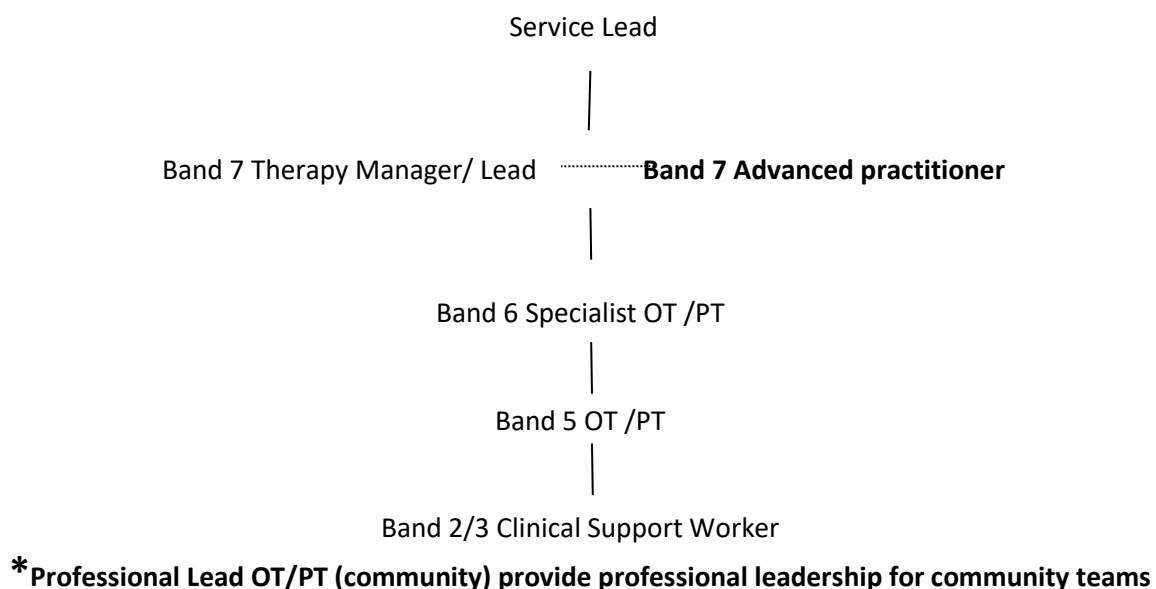 Service Lead
Band 7 Therapy Manager/ Lead Band 7 Advanced practitioner
Band 6 Specialist OT /PT
Band 5 OT /PT
Band 2/3 Clinical Support Worker
*Professional Lead OT/PT (community) provide professional leadership for community teams